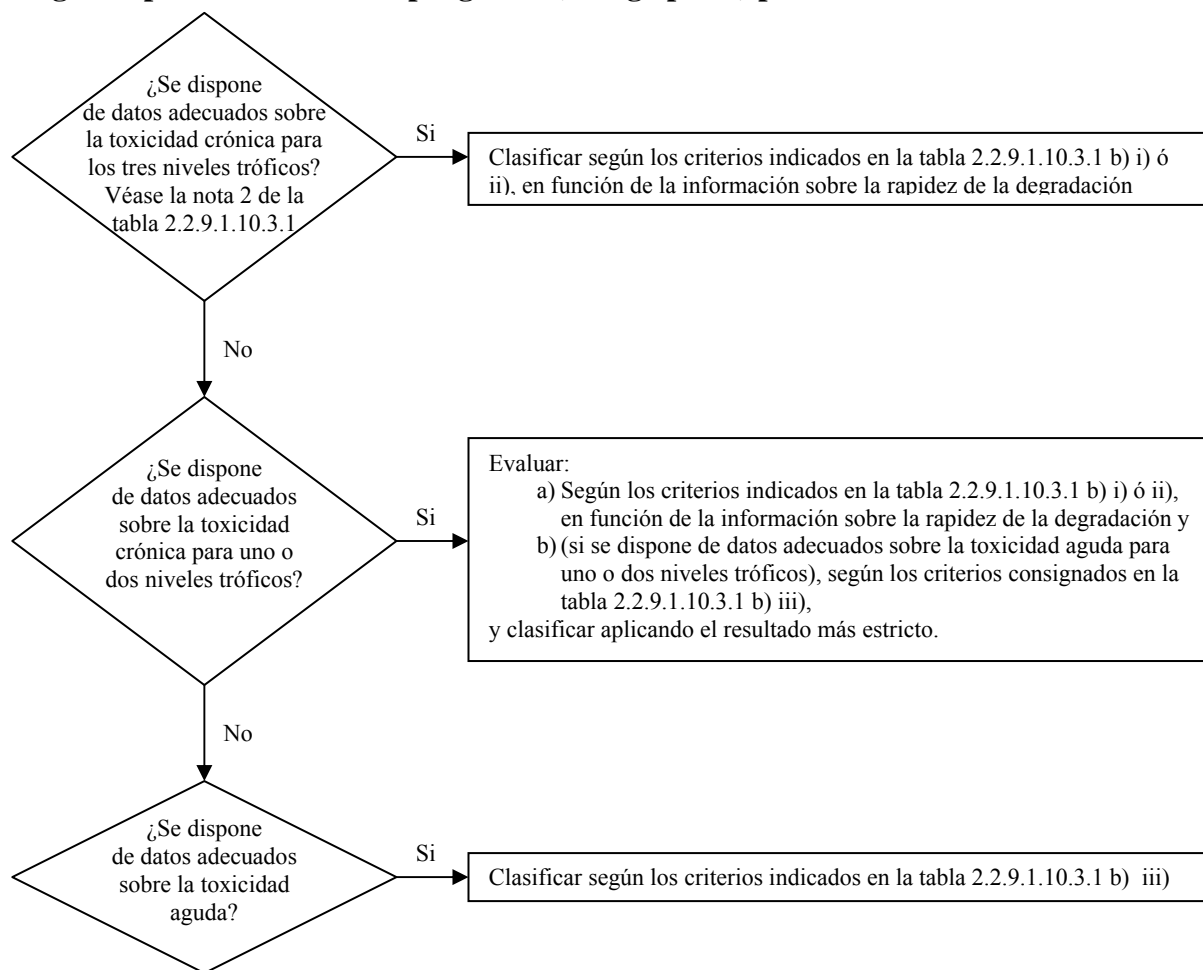 ¿Se dispone
de datos adecuados sobre
la toxicidad crónica para
los tres niveles tróficos?
Véase la nota 2 de la
tabla 2.2.9.1.10.3.1
Si
Clasificar según los criterios indicados en la tabla 2.2.9.1.10.3.1 b) i) ó
ii), en función de la información sobre la rapidez de la degradación
No
¿Se dispone
de datos adecuados
sobre la toxicidad
crónica para uno o
dos niveles tróficos?
Si
Evaluar:
a) Según los criterios indicados en la tabla 2.2.9.1.10.3.1 b) i) ó ii),
en función de la información sobre la rapidez de la degradación y
b) (si se dispone de datos adecuados sobre la toxicidad aguda para
uno o dos niveles tróficos), según los criterios consignados en la
tabla 2.2.9.1.10.3.1 b) iii),
y clasificar aplicando el resultado más estricto.
No
¿Se dispone
de datos adecuados
sobre la toxicidad
aguda?
Si
Clasificar según los criterios indicados en la tabla 2.2.9.1.10.3.1 b) iii)